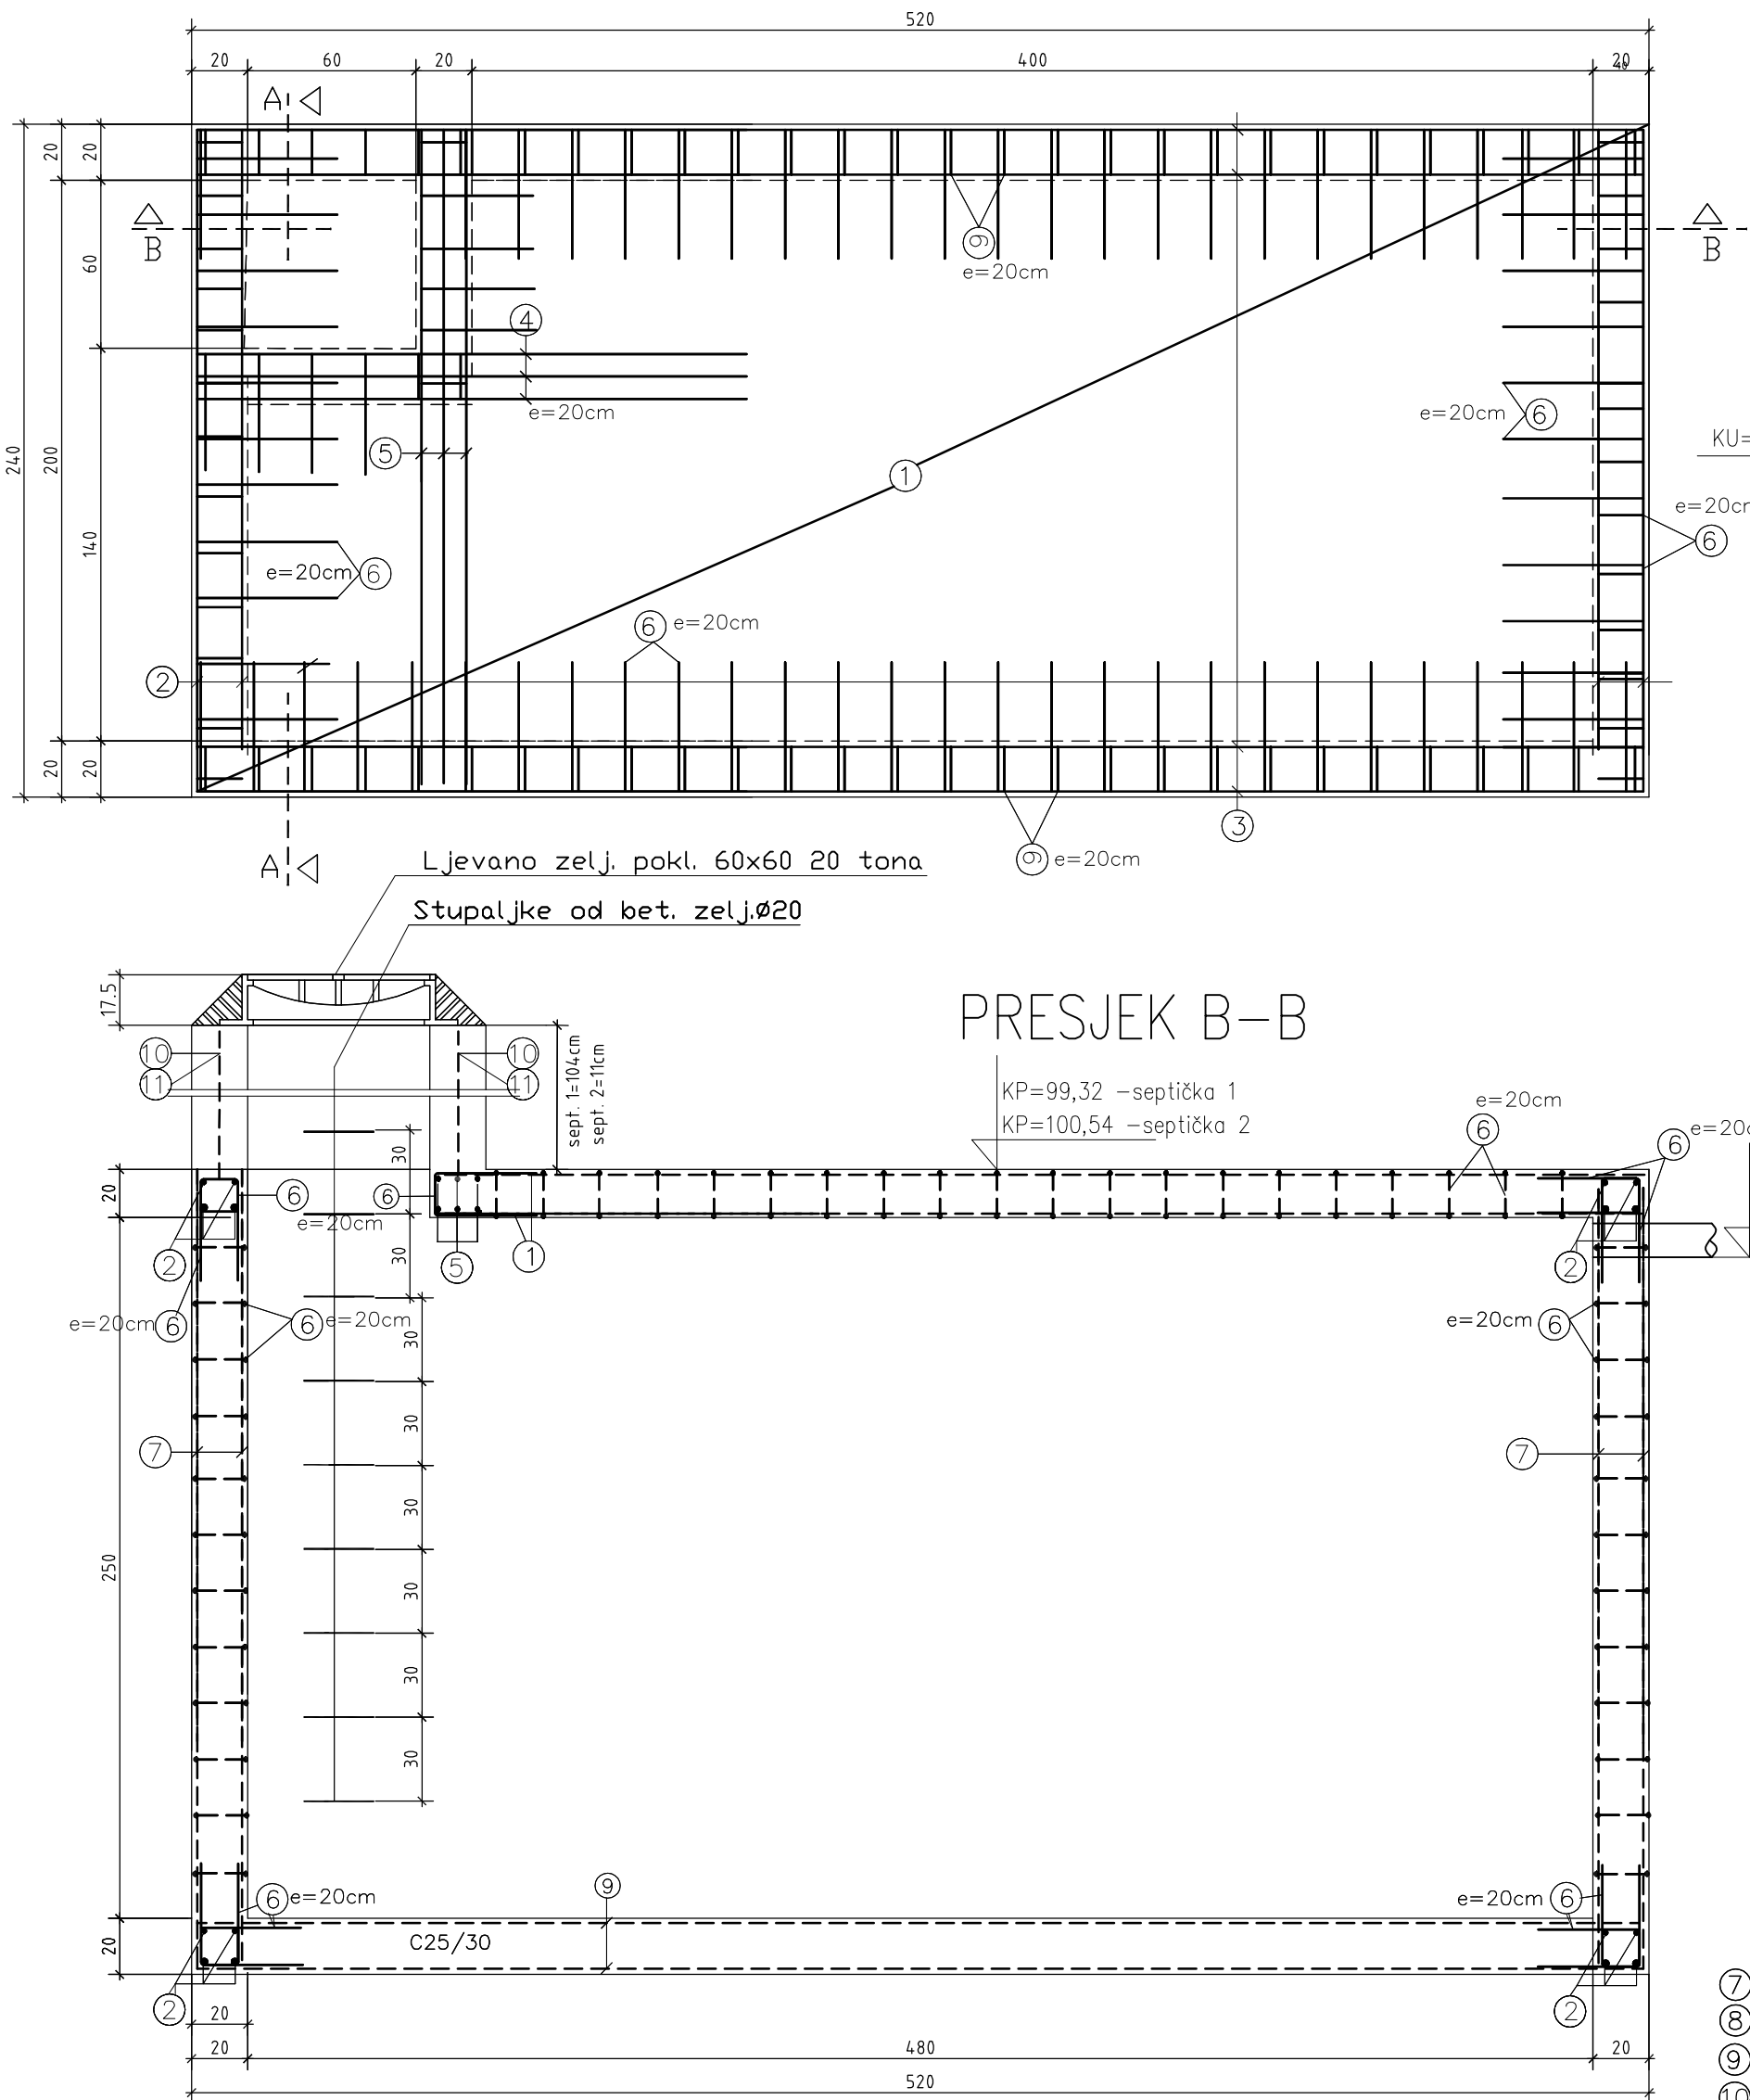 520
20 60 20 400 20
40
A
20 20
B B
60
9
e=20cm
4
e=20cm
e=20cm 6
KU=
240 200
5
1
e=20cm
6
140
e=20cm 6
6 e=20cm
2
20 20
3
9 e=20cm
A
Ljevano zelj. pokl. 60x60 20 tona
Stupaljke od bet. zelj.Ø20
17.5
PRESJEK B-B
10 10
11 11
sept. 1=104cm
sept. 2=11cm
KP=99,32 -septička 1
KP=100,54 -septička 2
e=20cm
6
6
30
20
6
6
e=20cm
2
5
1
2
30
e=20cm 6
6 e=20cm
e=20cm 6
30
7
7
30
30
250
30
30
30
6 e=20cm
9
e=20cm 6
20
C25/30
2
2
20
20 480 20
520
7
8
9
10